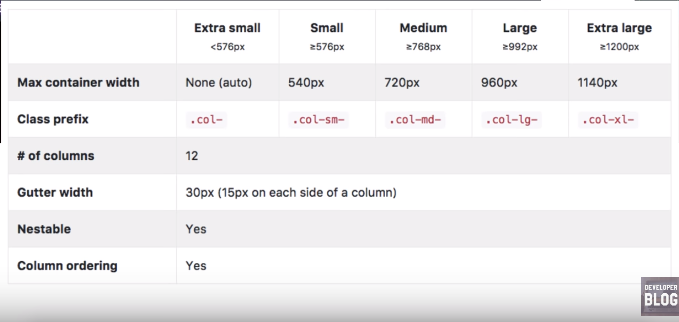 Extra small Small Medium Large Extra large
<576px ≥576px ≥768px ≥992px ≥1200px
Max container width None (auto) 540px 720px 960px 1140px
Class prefix .col- .col-sm- .col-md- .col-lg- .col-xl-
# of columns 12
Gutter width 30px (15px on each side of a column)
Nestable Yes
Column ordering Yes
DEVELOPER
BLOG